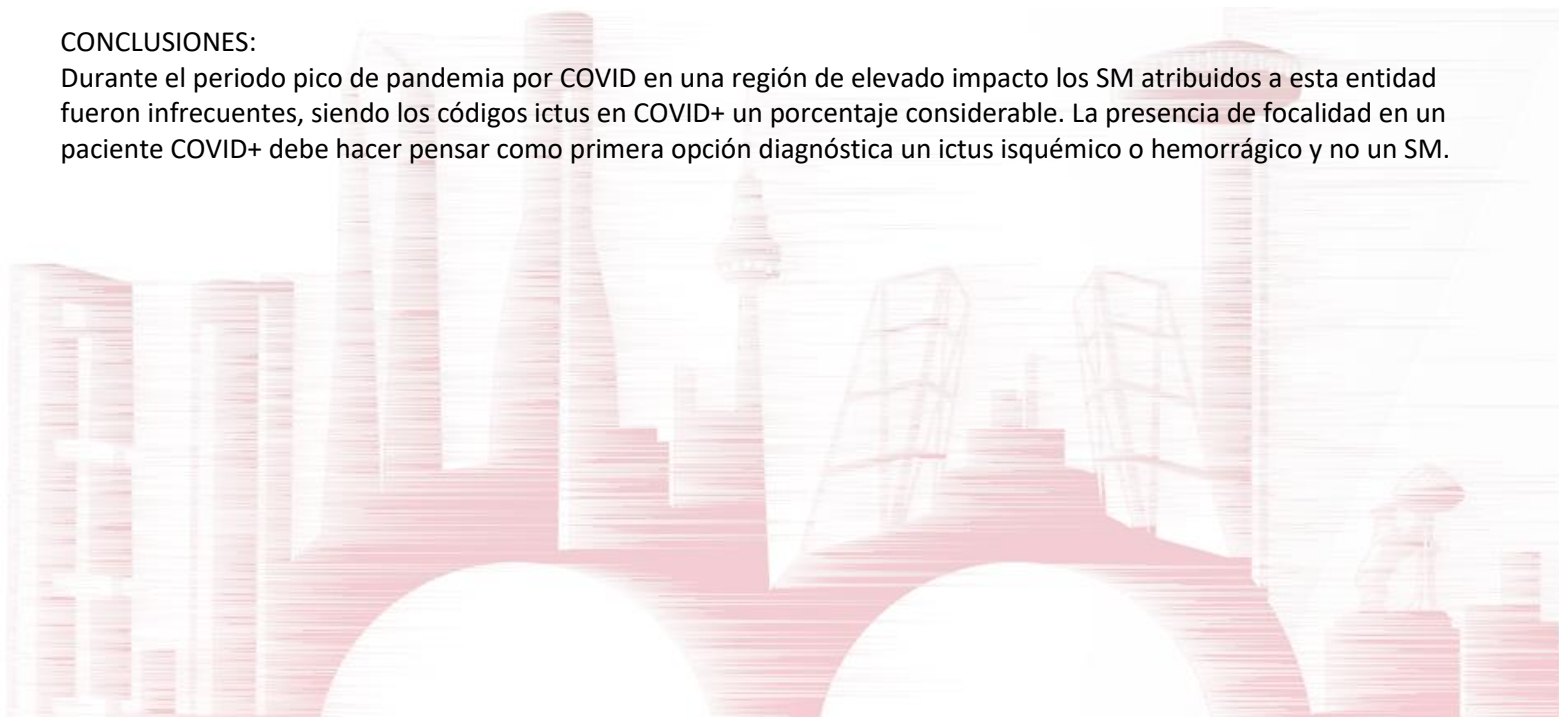 CONCLUSIONES:
Durante el periodo pico de pandemia por COVID en una región de elevado impacto los SM atribuidos a esta entidad
fueron infrecuentes, siendo los códigos ictus en COVID+ un porcentaje considerable. La presencia de focalidad en un
paciente COVID+ debe hacer pensar como primera opción diagnóstica un ictus isquémico o hemorrágico y no un SM.